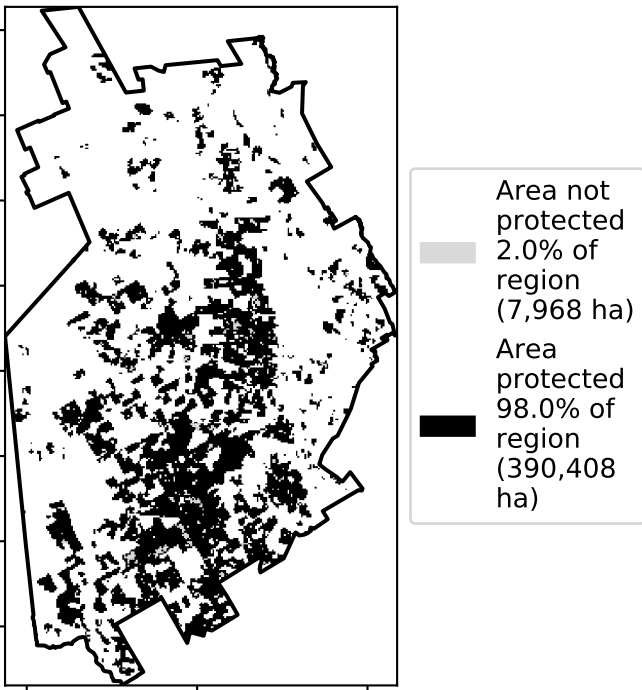 Area not
protected
2.0% of
region
(7,968 ha)
Area
protected
98.0% of
region
(390,408
ha)